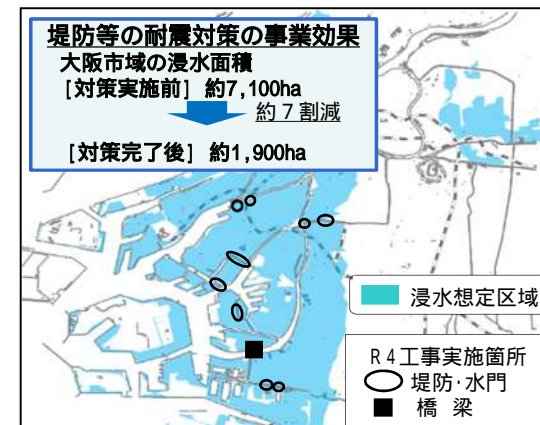 堤防等の耐震対策の事業効果
大阪市域の浸水面積
[対策実施前] 約7,100ha
約７割減
[対策完了後] 約1,900ha
浸水想定区域
R４工事実施箇所
堤防･水門
橋 梁